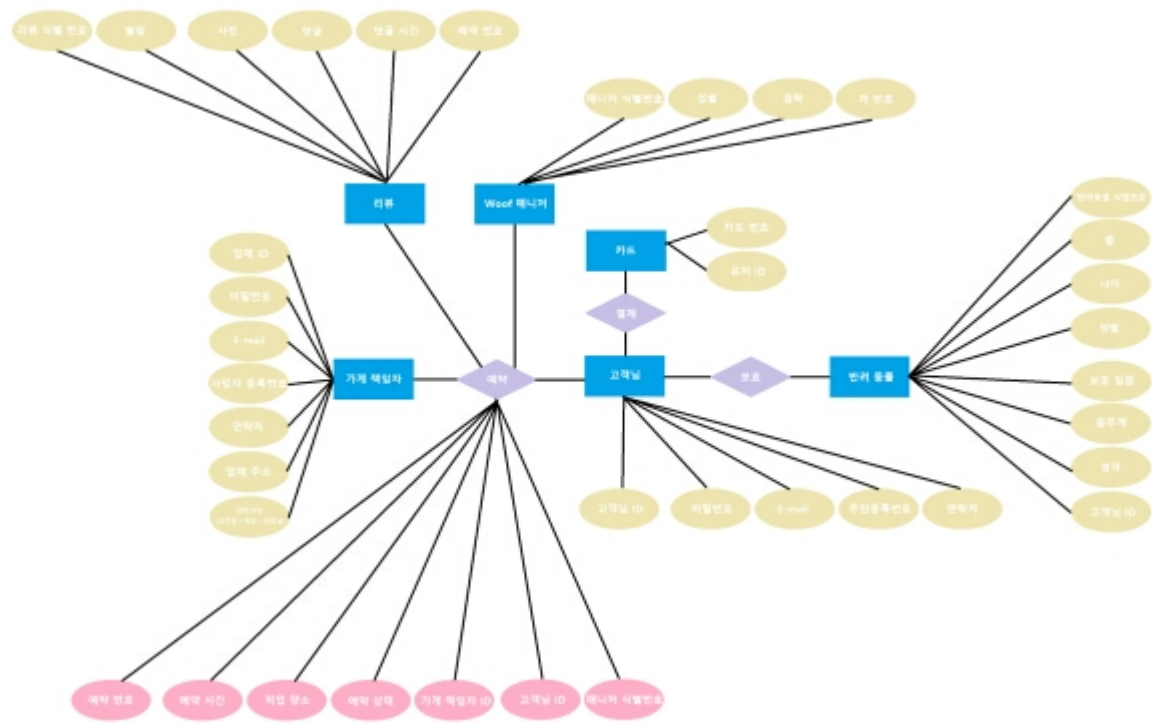 리뷰 식별 번호
별점
사진
댓글
댓글 시간
예약 번호
매니저 식별번호
성별
경력
차 번호
리뷰
Woof 매니저
카드
카드 번호
유저 ID
결제
업체 ID
비밀번호
E-mail
사업자 등록번호
연락처
업체 주소
가게 책임자
예약
고객님
보호
반려 동물
반려동물 식별번호
종
나이
성별
보유 질환
몸무게
성격
고객님 ID
고객님 ID
비밀번호
E-mail
주민등록번호
연락처
예약 번호
예약 시간
픽업 장소
예약 상태
가게 책임자 ID
고객님 ID
매니저 식별번호